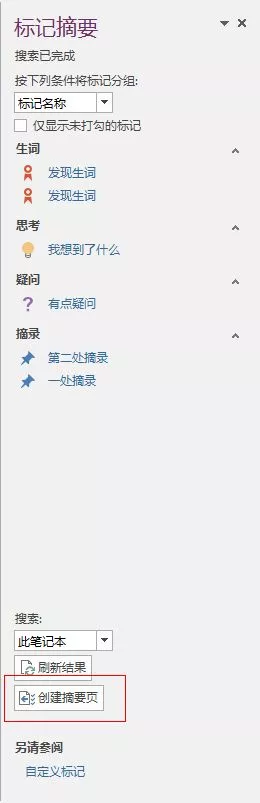 标记摘要
搜索已完成
按下列条件将标记分组:
标记名称
仅显示未打勾的标记
生词
发现生词
发现生词
思考
我想到了什么
疑问
? 有点疑问
摘录
第二处摘录
一处摘录
搜索:
此笔记本
刷新结果
创建摘要页
另请参阅
自定义标记